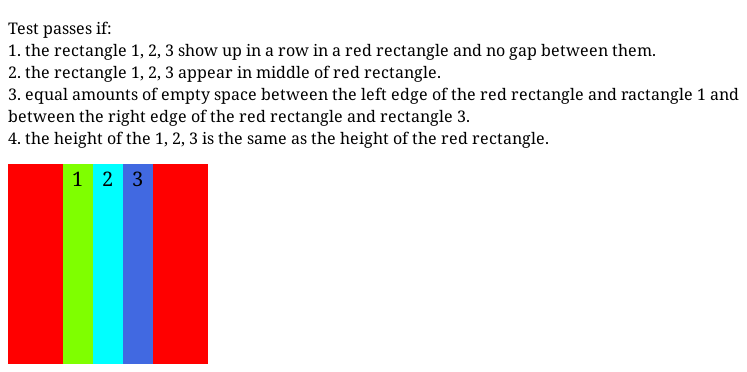 Test passes if:
1. the rectangle 1, 2, 3 show up in a row in a red rectangle and no gap between them.
2. the rectangle 1, 2, 3 appear in middle of red rectangle.
3. equal amounts of empty space between the left edge of the red rectangle and ractangle 1 and
between the right edge of the red rectangle and rectangle 3.
4. the height of the 1, 2, 3 is the same as the height of the red rectangle.
1 2 3